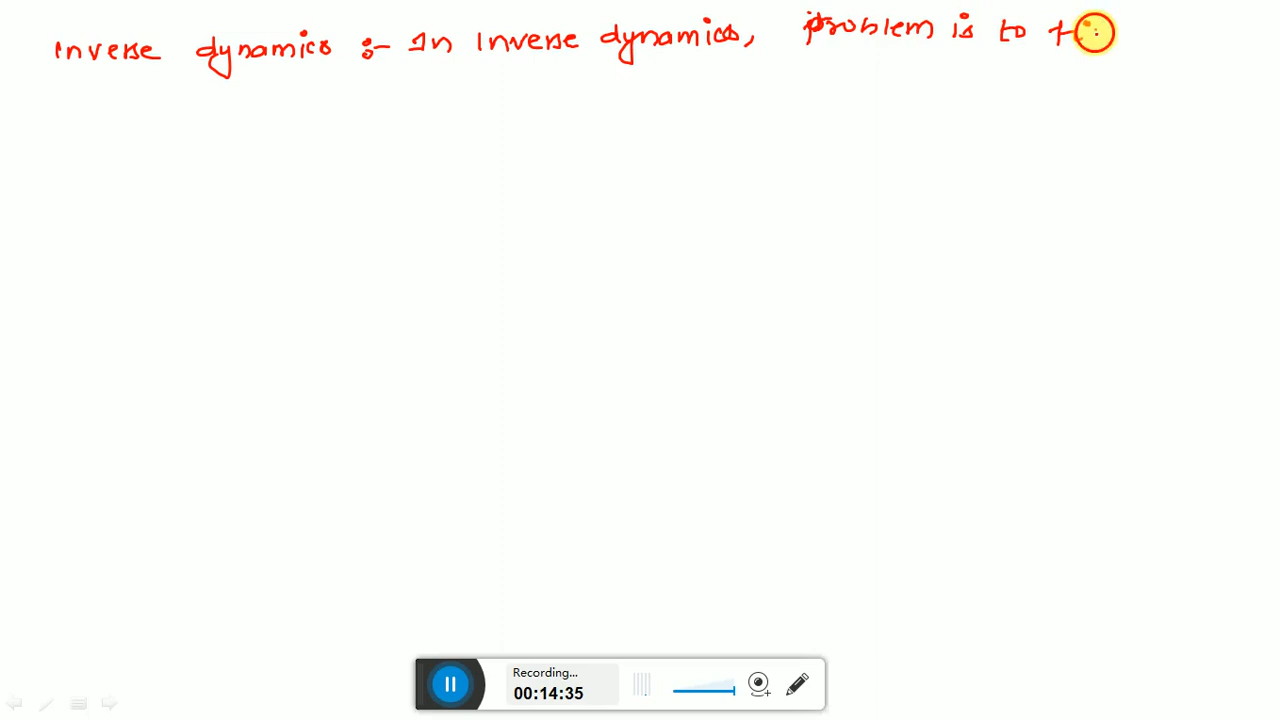 Inverse dynamics :- In Inverse dynamics, problem is to
Recording...
00:14:35